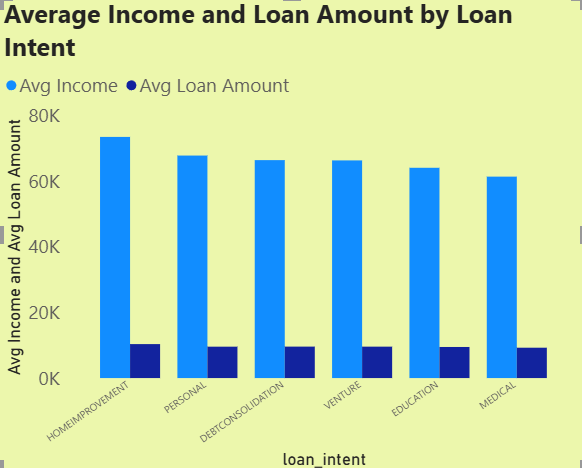 Average Income and Loan Amount by Loan
Intent
Avg Income Avg Loan Amount
Avg Income and Avg Loan Amount
80K
60K
40K
20K
0K
HOMEIMPROVEMENT
PERSONAL
DEBTCONSOLIDATION
VENTURE
EDUCATION
MEDICAL
loan_intent